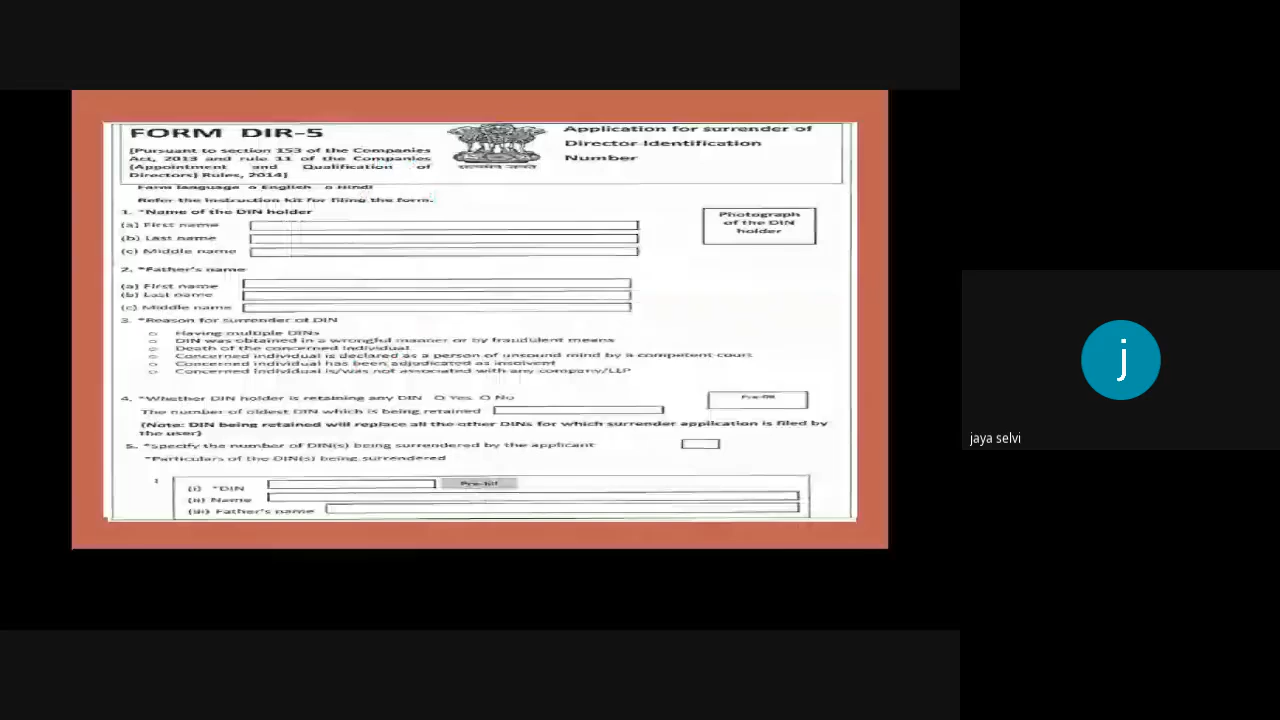 FORM DIR-5
[Pursuant to section 153 of the Companies
Act, 2013 and rule 11 of the Companies
(Appointment and Qualification of
Directors) Rules, 2014]
सत्यमेव जयते
Application for surrender of
Director Identification
Number
Form language o English o Hindi
Refer the instruction kit for filing the form.
1. *Name of the DIN holder
(a) First name
(b) Last name
(c) Middle name
Photograph
of the DIN
holder
2. *Father's name
(a) First name
(b) Last name
(c) Middle name
3. *Reason for surrender of DIN
o Having multiple DINs
o DIN was obtained in a wrongful manner or by fraudulent means
o Death of the concerned individual
o Concerned individual is declared as a person of unsound mind by a competent court
o Concerned individual has been adjudicated as insolvent
o Concerned individual is/was not associated with any company/LLP
4. *Whether DIN holder is retaining any DIN O Yes O No
Pre-fill
The number of oldest DIN which is being retained
(Note: DIN being retained will replace all the other DINs for which surrender application is filed by
the user)
5. *Specify the number of DIN(s) being surrendered by the applicant
*Particulars of the DIN(s) being surrendered
I
(i) *DIN
Pre-fill
(ii) Name
(iii) Father's name
j
jaya selvi